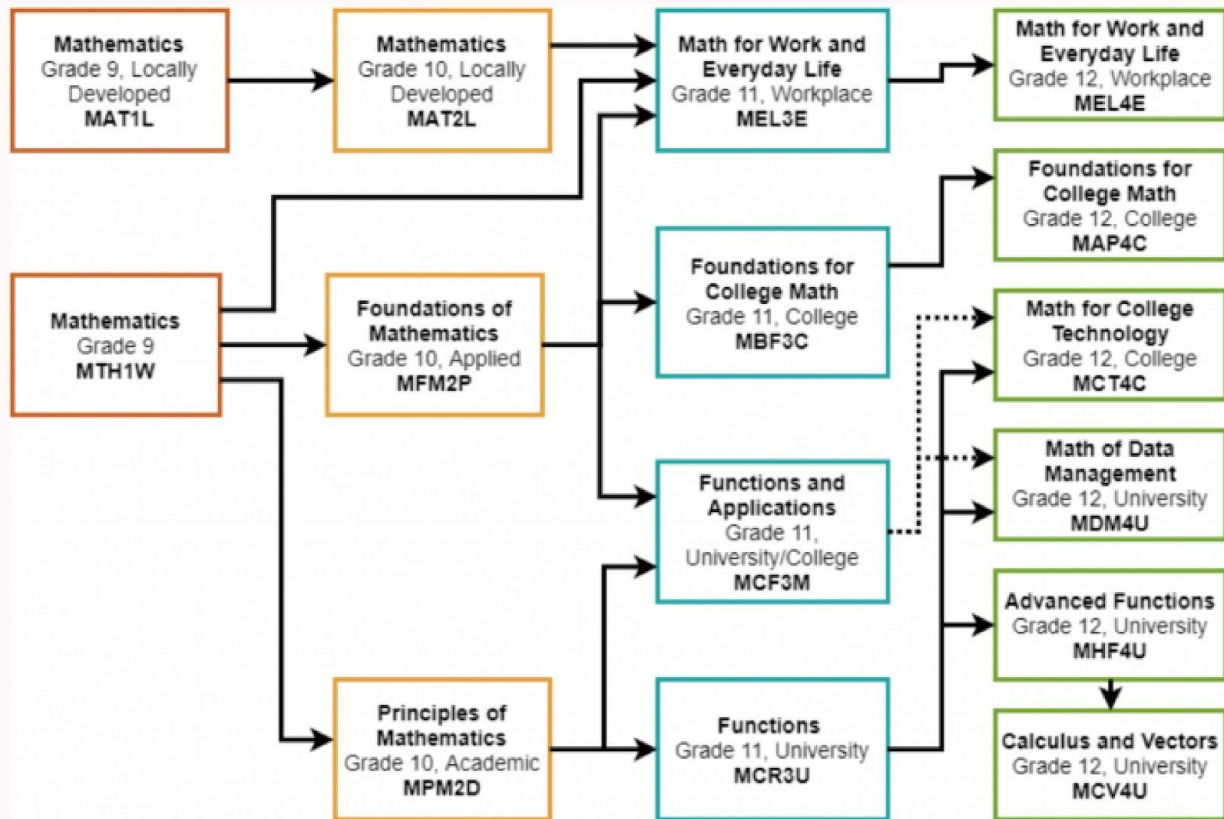 Mathematics
Grade 9, Locally
Developed
MAT1L
Mathematics
Grade 10, Locally
Developed
MAT2L
Math for Work and
Everyday Life
Grade 11, Workplace
MEL3E
Math for Work and
Everyday Life
Grade 12, Workplace
MEL4E
Foundations for
College Math
Grade 12, College
MAP4C
Mathematics
Grade 9
MTH1W
Foundations of
Mathematics
Grade 10, Applied
MFM2P
Foundations for
College Math
Grade 11, College
MBF3C
Math for College
Technology
Grade 12, College
MCT4C
Functions and
Applications
Grade 11,
University/College
MCF3M
Math of Data
Management
Grade 12, University
MDM4U
Advanced Functions
Grade 12, University
MHF4U
Principles of
Mathematics
Grade 10, Academic
MPM2D
Functions
Grade 11, University
MCR3U
Calculus and Vectors
Grade 12, University
MCV4U